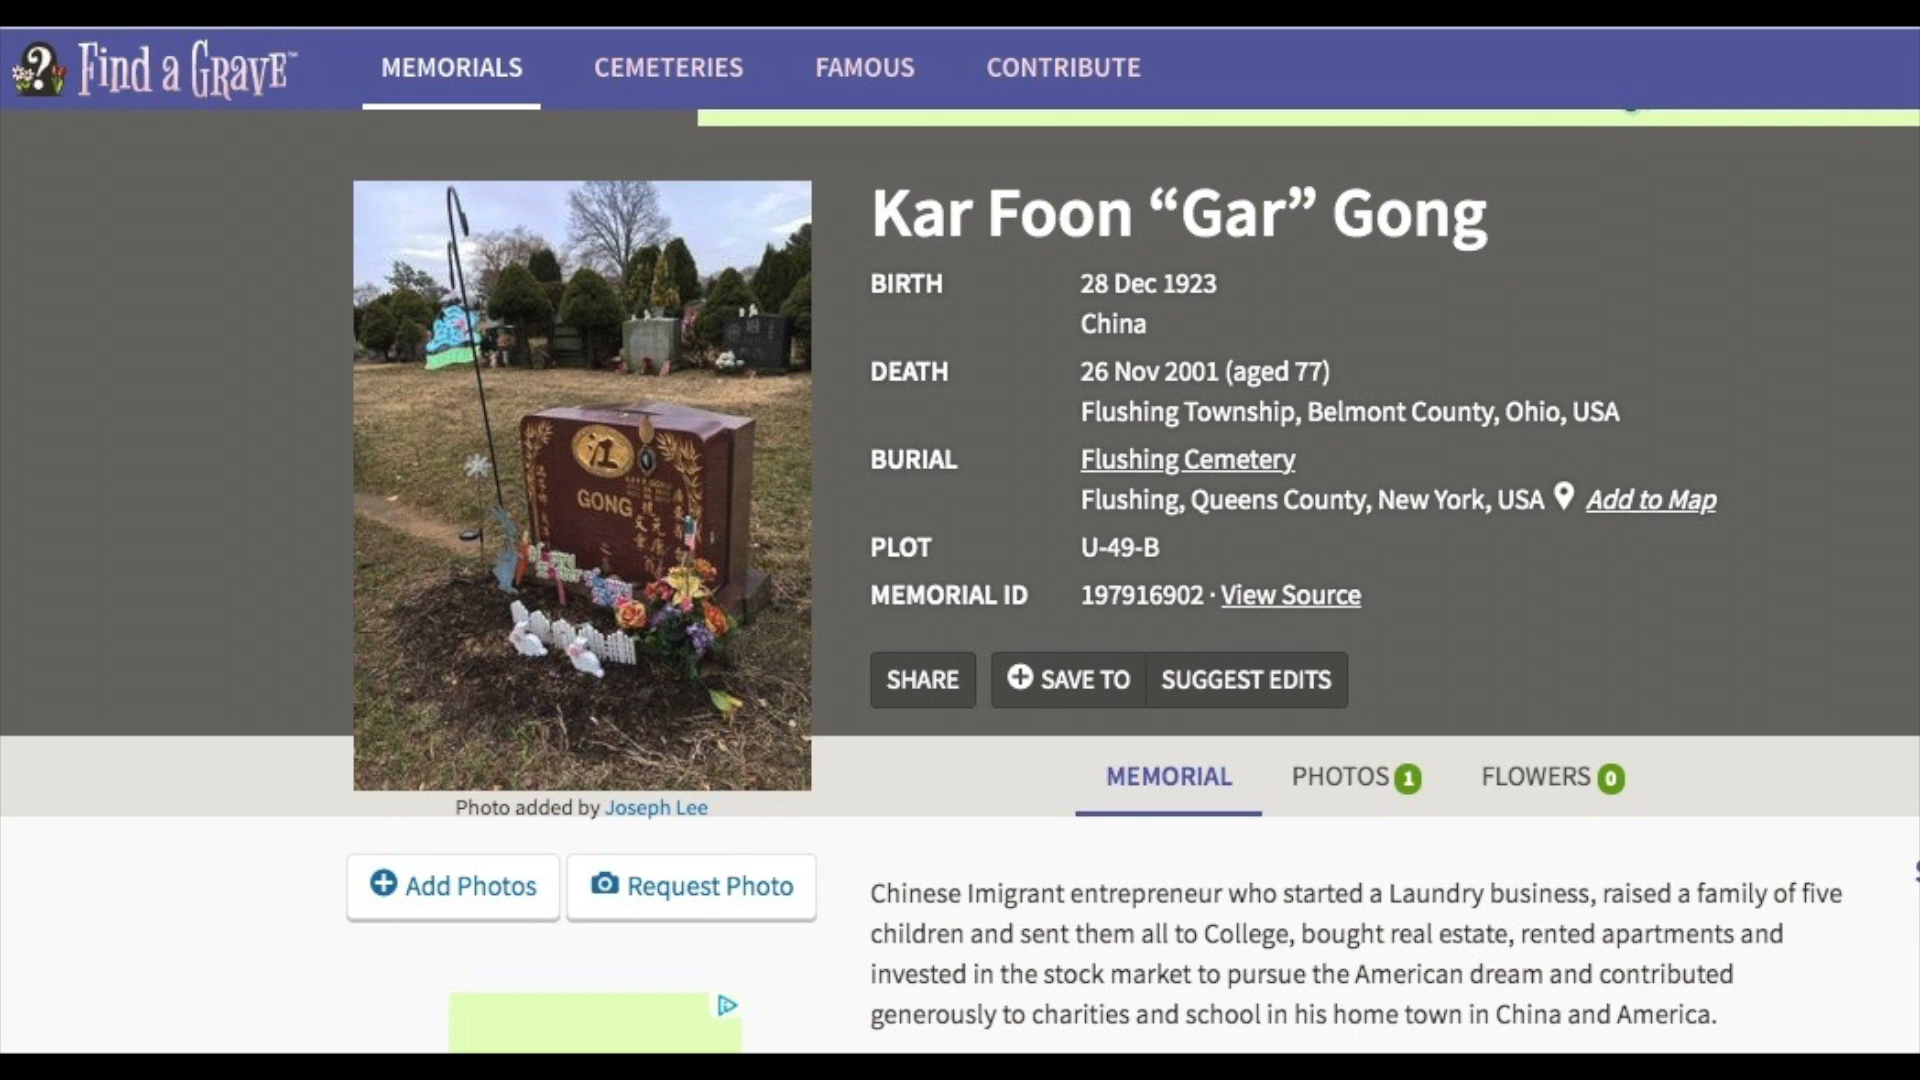 Find a GRAVE™
MEMORIALS
CEMETERIES
FAMOUS
CONTRIBUTE
江
GONG
Kar Foon “Gar” Gong
BIRTH 28 Dec 1923
China
DEATH 26 Nov 2001 (aged 77)
Flushing Township, Belmont County, Ohio, USA
BURIAL Flushing Cemetery
Flushing, Queens County, New York, USA Add to Map
PLOT U-49-B
MEMORIAL ID 197916902 · View Source
SHARE
SAVE TO
SUGGEST EDITS
MEMORIAL
PHOTOS 1
FLOWERS 0
Photo added by Joseph Lee
Add Photos
Request Photo
Chinese Imigrant entrepreneur who started a Laundry business, raised a family of five
children and sent them all to College, bought real estate, rented apartments and
invested in the stock market to pursue the American dream and contributed
generously to charities and school in his home town in China and America.